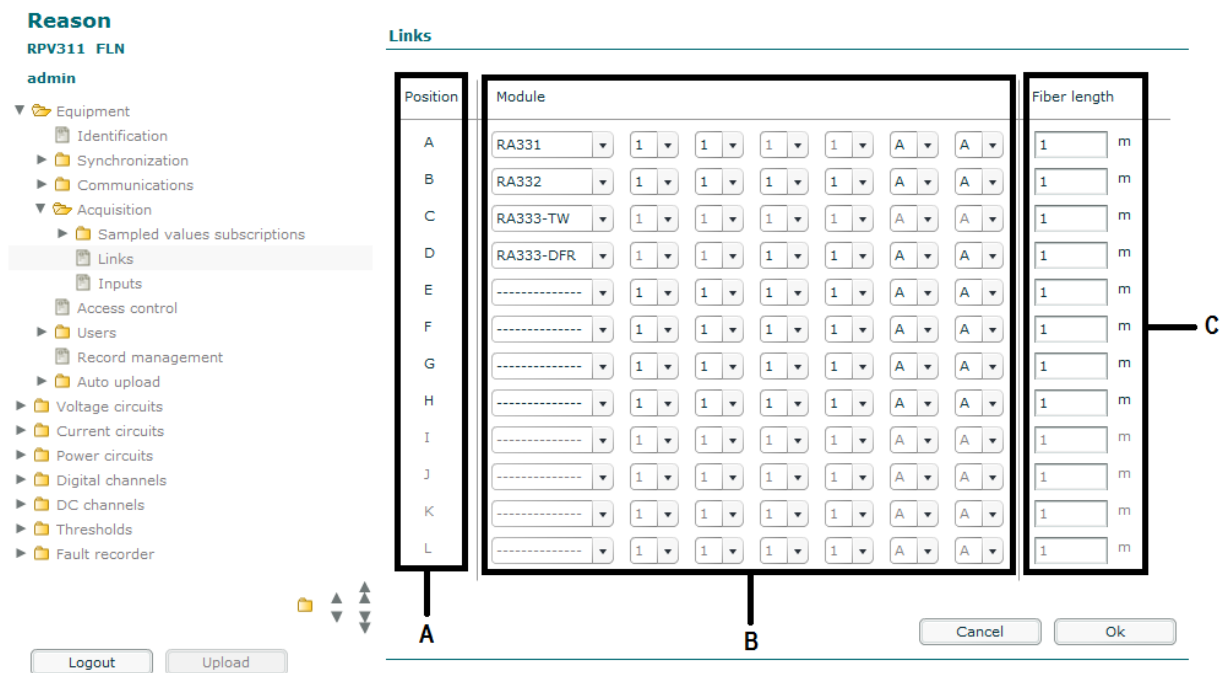 Reason
RPV311 FLN
admin
Equipment
Identification
Synchronization
Communications
Acquisition
Sampled values subscriptions
Links
Inputs
Access control
Users
Record management
Auto upload
Voltage circuits
Current circuits
Power circuits
Digital channels
DC channels
Thresholds
Fault recorder
Logout Upload
Links
Position Module Fiber length
A RA331 1 1 1 1 A A 1 m
B RA332 1 1 1 1 A A 1 m
C RA333-TW 1 1 1 1 A A 1 m
D RA333-DFR 1 1 1 1 A A 1 m
E ------------- 1 1 1 1 A A 1 m
F ------------- 1 1 1 1 A A 1 m
G ------------- 1 1 1 1 A A 1 m
H ------------- 1 1 1 1 A A 1 m
I ------------- 1 1 1 1 A A 1 m
J ------------- 1 1 1 1 A A 1 m
K ------------- 1 1 1 1 A A 1 m
L ------------- 1 1 1 1 A A 1 m
A B C
Cancel Ok